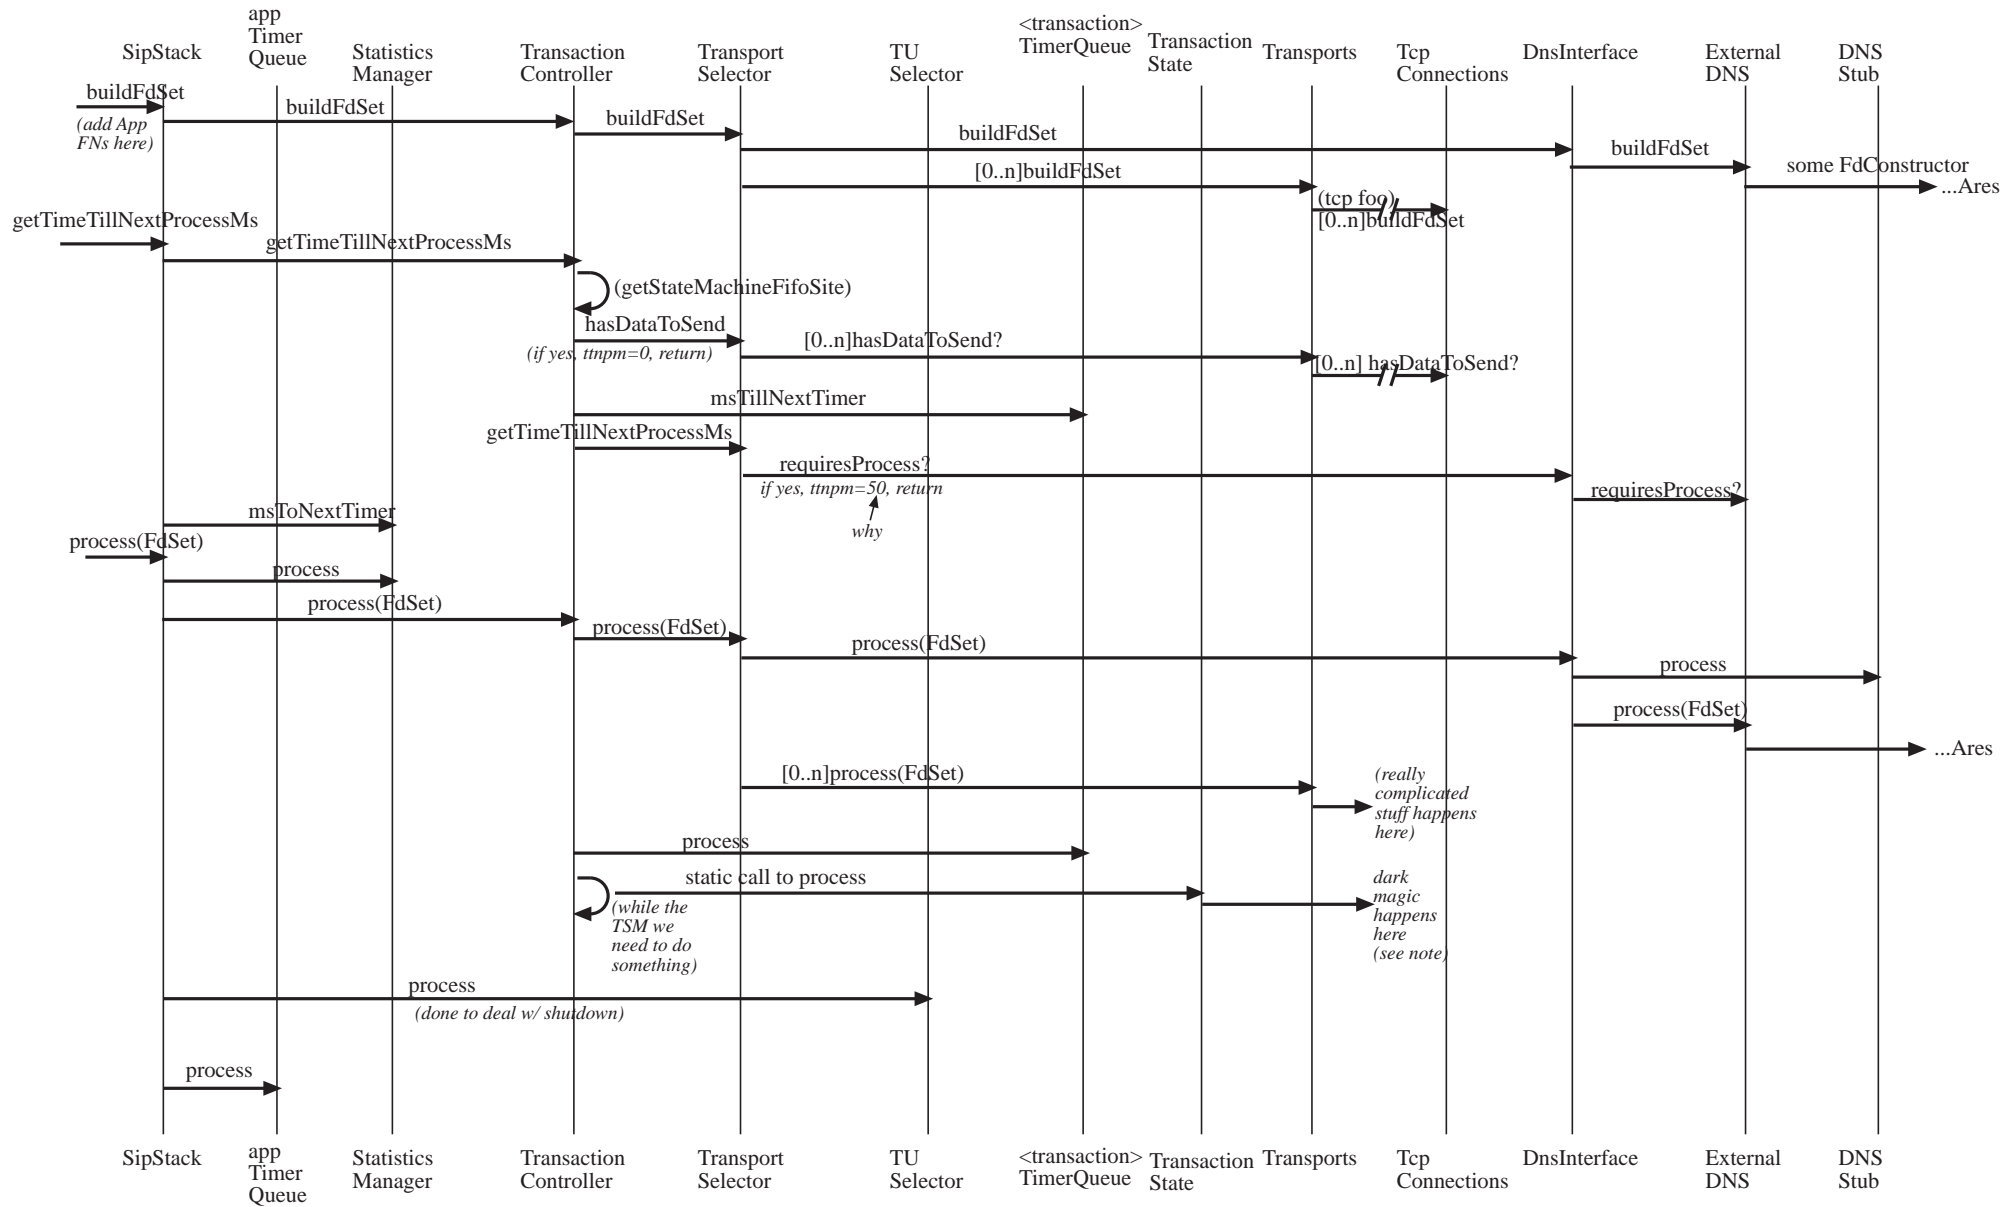 SipStack
app
Timer
Queue
Statistics
Manager
Transaction
Controller
Transport
Selector
TU
Selector
<transaction>
TimerQueue
Transaction
State
Transports
Tcp
Connections
DnsInterface
External
DNS
DNS
Stub
buildFdSet
(add App
FNs here)
buildFdSet
buildFdSet
buildFdSet
buildFdSet
some FdConstructor
...Ares
[0..n]buildFdSet
(tcp foo)
[0..n]buildFdSet
getTimeTillNextProcessMs
getTimeTillNextProcessMs
(getStateMachineFifoSite)
hasDataToSend
(if yes, ttnpm=0, return)
[0..n]hasDataToSend?
[0..n] hasDataToSend?
msTillNextTimer
getTimeTillNextProcessMs
requiresProcess?
if yes, ttnpm=50, return
why
requiresProcess?
msToNextTimer
process(FdSet)
process
process(FdSet)
process(FdSet)
process(FdSet)
process
process(FdSet)
...Ares
[0..n]process(FdSet)
(really
complicated
stuff happens
here)
process
static call to process
(while the
TSM we
need to do
something)
dark
magic
happens
here
(see note)
process
(done to deal w/ shutdown)
process
SipStack
app
Timer
Queue
Statistics
Manager
Transaction
Controller
Transport
Selector
TU
Selector
<transaction>
TimerQueue
Transaction
State
Transports
Tcp
Connections
DnsInterface
External
DNS
DNS
Stub